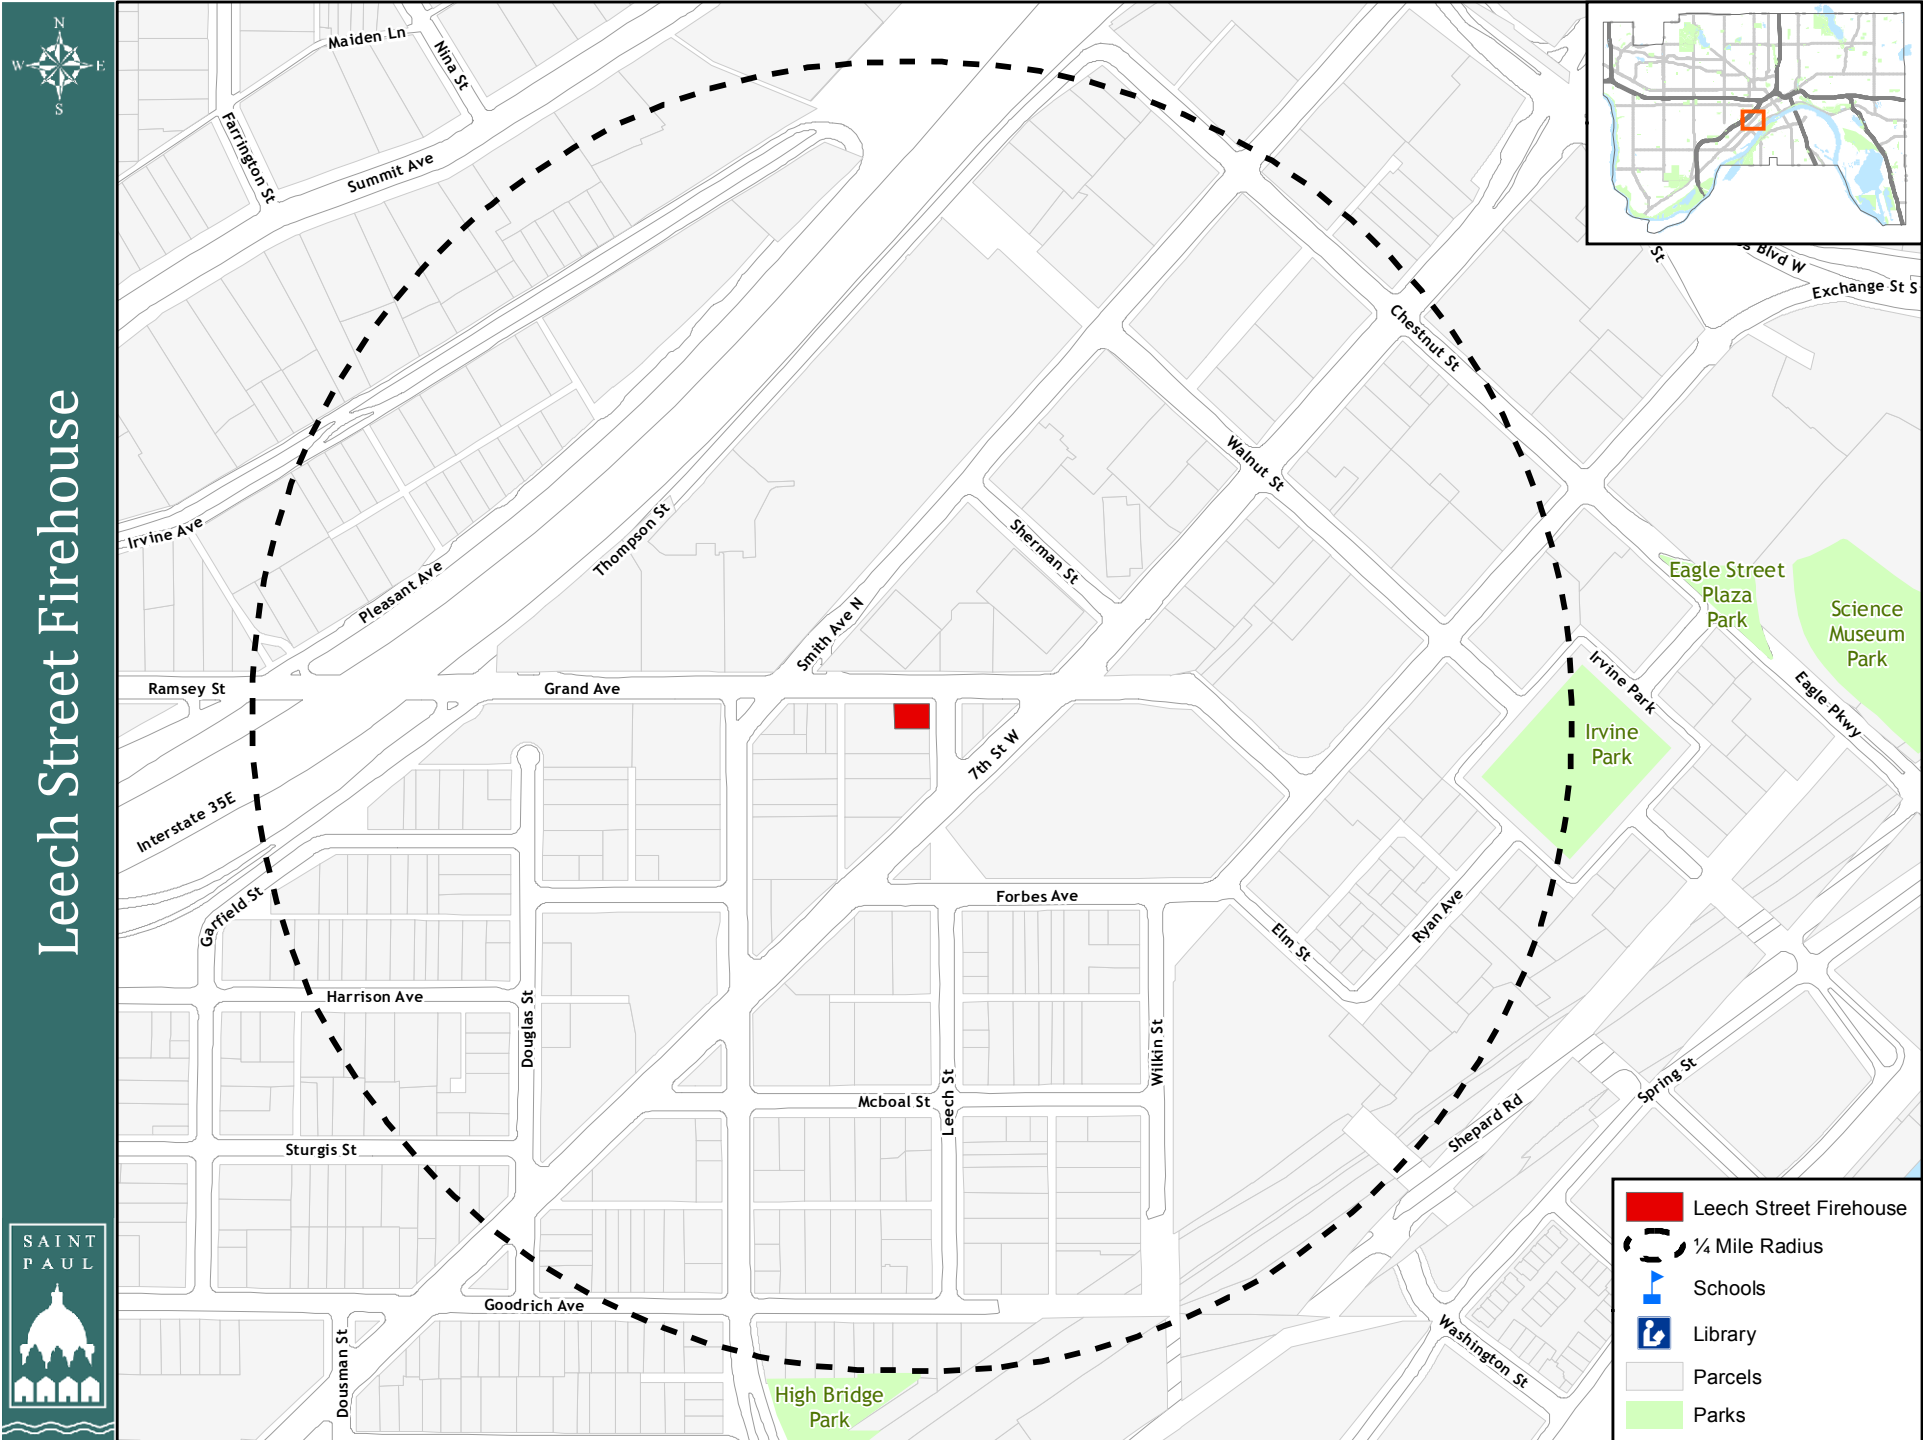 N
W
E
S
Leech Street Firehouse
SAINT
PAUL
Maiden Ln
Nina St
Farrington St
Summit Ave
Irvine Ave
Pleasant Ave
Thompson St
Ramsey St
Grand Ave
Smith Ave N
Sherman St
Walnut St
Chestnut St
St
Blvd W
Exchange St S
Eagle Street
Plaza
Park
Science
Museum
Park
Irvine Park
Irvine
Park
Eagle Pkwy
7th St W
Interstate 35E
Garfield St
Forbes Ave
Elm St
Ryan Ave
Harrison Ave
Douglas St
Wilkin St
Leech St
Mcboal St
Sturgis St
Shepard Rd
Spring St
Goodrich Ave
Dousman St
Washington St
High Bridge
Park
Leech Street Firehouse
¼ Mile Radius
Schools
Library
Parcels
Parks